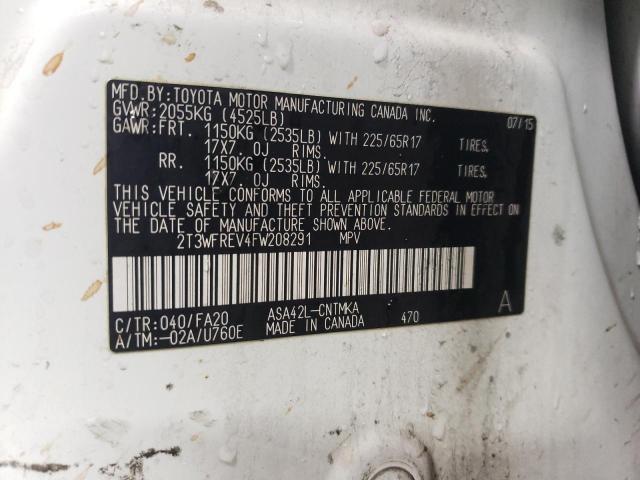 MFD.BY:TOYOTA MOTOR MANUFACTURING CANADA INC.
GVWR:2055KG (4525LB) 07/15
GAWR:FRT. 1150KG (2535LB) WITH 225/65R17 TIRES.
17X7.0J RIMS.
RR. 1150KG (2535LB) WITH 225/65R17 TIRES.
17X7.0J RIMS.
THIS VEHICLE CONFORMS TO ALL APPLICABLE FEDERAL MOTOR
VEHICLE SAFETY AND THEFT PREVENTION STANDARDS IN EFFECT ON
THE DATE OF MANUFACTURE SHOWN ABOVE.
2T3WFREV4FW208291 MPV
A
C/TR:040/FA20 ASA42L-CNTMKA
A/TM:-02A/U760E MADE IN CANADA 470